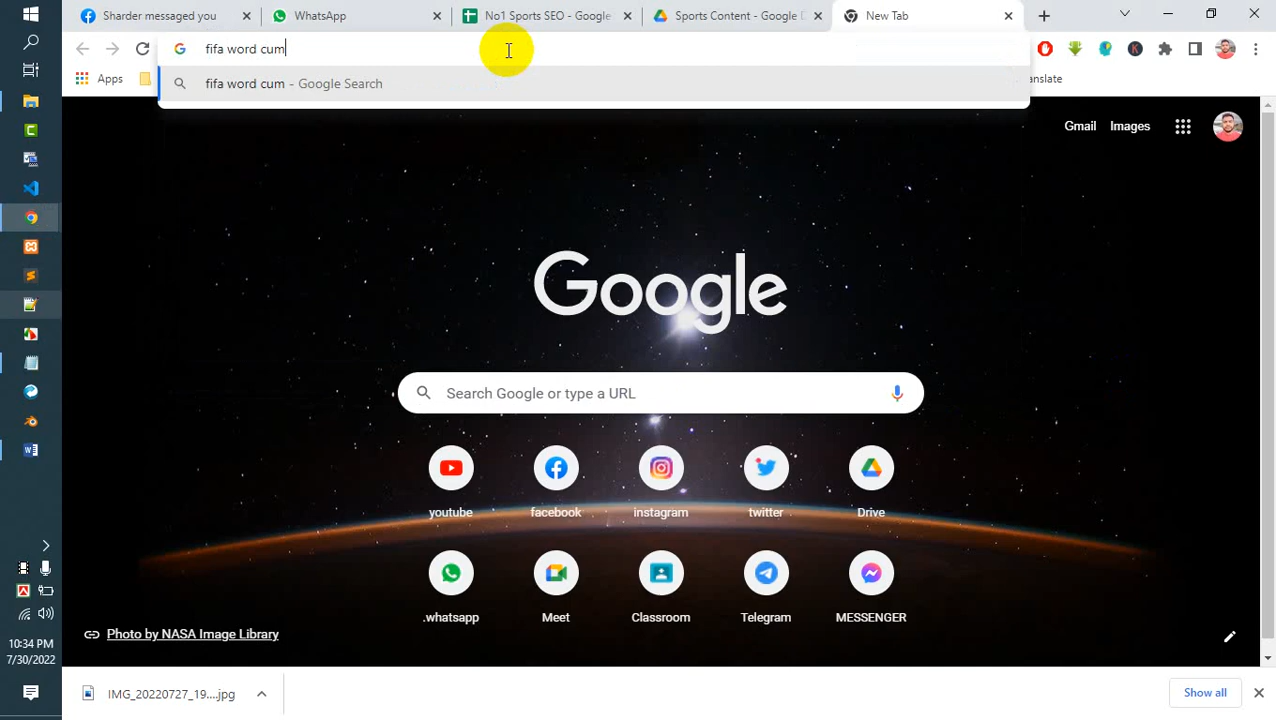 Sharder messaged you
WhatsApp
No1 Sports SEO - Google
Sports Content - Google D
New Tab
fifa word cum
Apps
fifa word cum - Google Search
anslate
Gmail
Images
Google
Search Google or type a URL
youtube
facebook
instagram
twitter
Drive
.whatsapp
Meet
Classroom
Telegram
MESSENGER
Photo by NASA Image Library
10:34 PM
7/30/2022
IMG_20220727_19....jpg
Show all